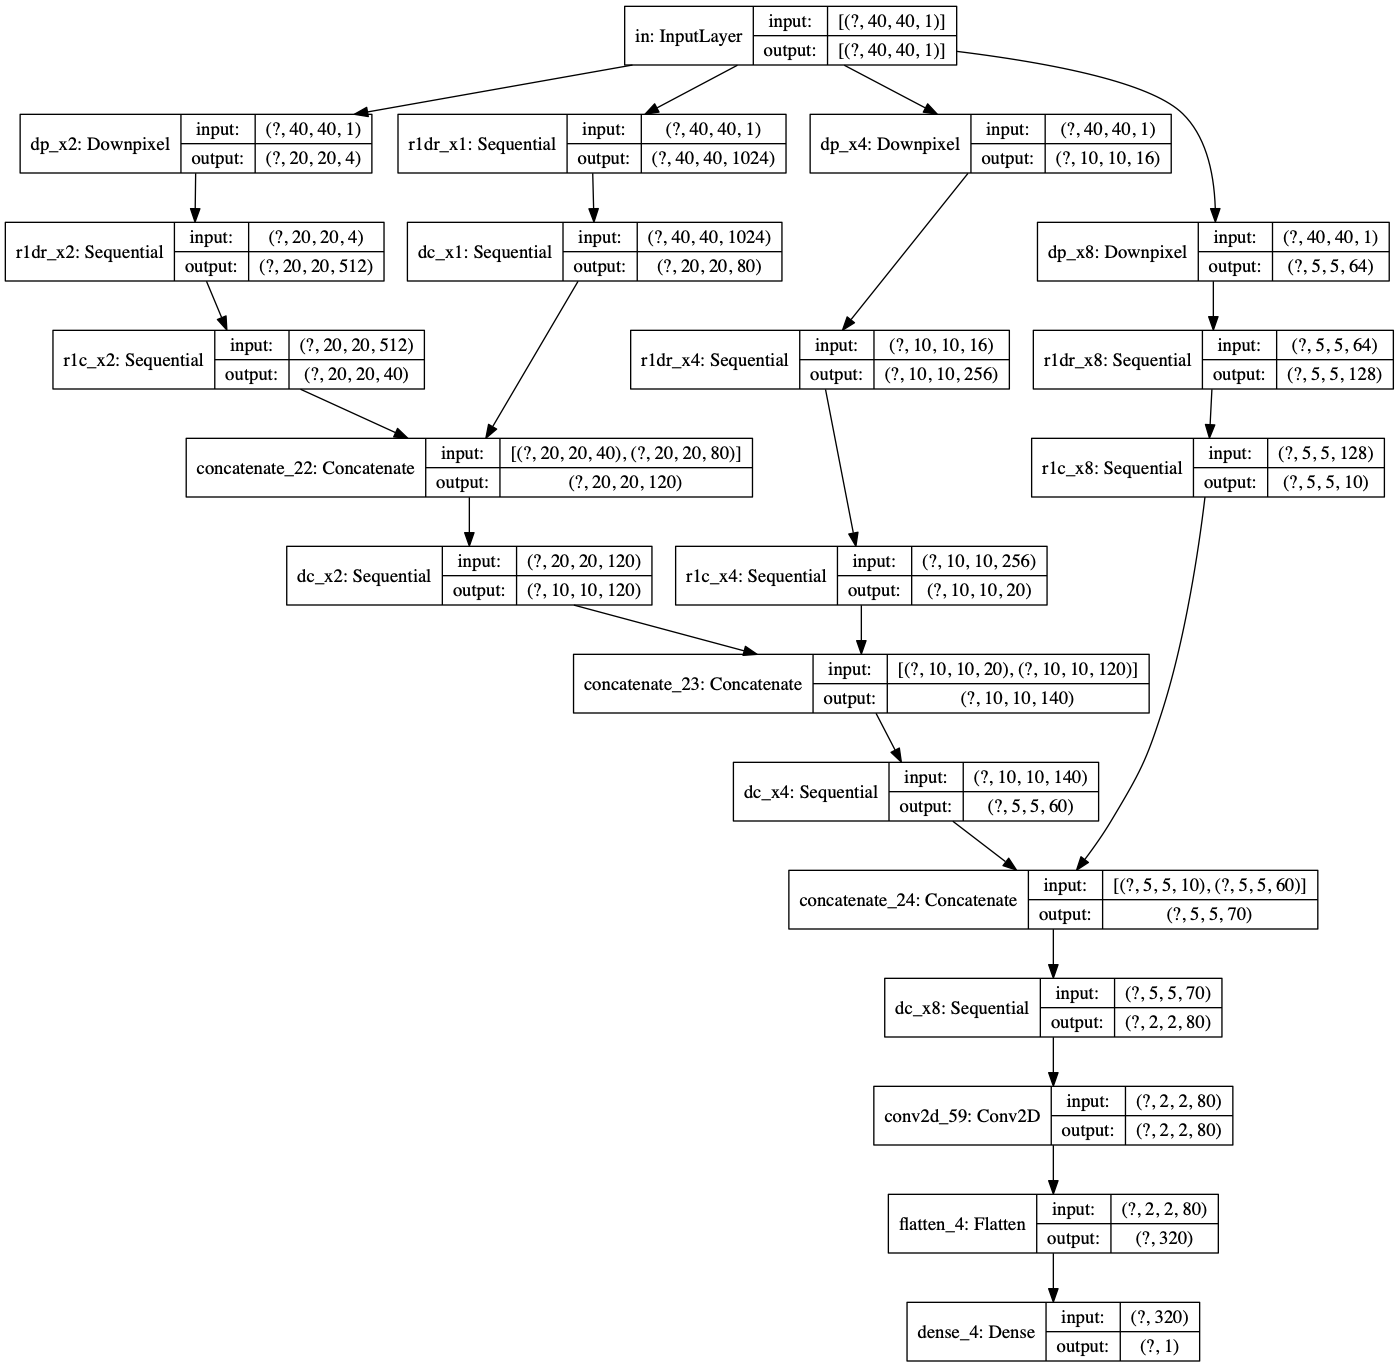 in: InputLayer
input: [(?, 40, 40, 1)]
output: [(?, 40, 40, 1)]
dp_x2: Downpixel
input: (?, 40, 40, 1)
output: (?, 20, 20, 4)
r1dr_x1: Sequential
input: (?, 40, 40, 1)
output: (?, 40, 40, 1024)
dp_x4: Downpixel
input: (?, 40, 40, 1)
output: (?, 10, 10, 16)
r1dr_x2: Sequential
input: (?, 20, 20, 4)
output: (?, 20, 20, 512)
dc_x1: Sequential
input: (?, 40, 40, 1024)
output: (?, 20, 20, 80)
dp_x8: Downpixel
input: (?, 40, 40, 1)
output: (?, 5, 5, 64)
r1c_x2: Sequential
input: (?, 20, 20, 512)
output: (?, 20, 20, 40)
r1dr_x4: Sequential
input: (?, 10, 10, 16)
output: (?, 10, 10, 256)
r1dr_x8: Sequential
input: (?, 5, 5, 64)
output: (?, 5, 5, 128)
concatenate_22: Concatenate
input: [(?, 20, 20, 40), (?, 20, 20, 80)]
output: (?, 20, 20, 120)
r1c_x8: Sequential
input: (?, 5, 5, 128)
output: (?, 5, 5, 10)
dc_x2: Sequential
input: (?, 20, 20, 120)
output: (?, 10, 10, 120)
r1c_x4: Sequential
input: (?, 10, 10, 256)
output: (?, 10, 10, 20)
concatenate_23: Concatenate
input: [(?, 10, 10, 20), (?, 10, 10, 120)]
output: (?, 10, 10, 140)
dc_x4: Sequential
input: (?, 10, 10, 140)
output: (?, 5, 5, 60)
concatenate_24: Concatenate
input: [(?, 5, 5, 10), (?, 5, 5, 60)]
output: (?, 5, 5, 70)
dc_x8: Sequential
input: (?, 5, 5, 70)
output: (?, 2, 2, 80)
conv2d_59: Conv2D
input: (?, 2, 2, 80)
output: (?, 2, 2, 80)
flatten_4: Flatten
input: (?, 2, 2, 80)
output: (?, 320)
dense_4: Dense
input: (?, 320)
output: (?, 1)